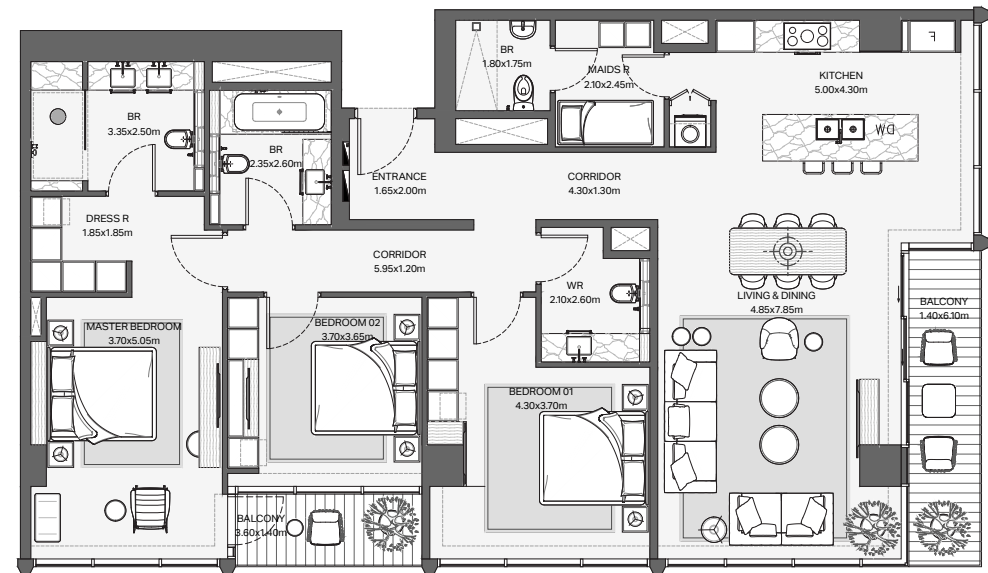 BR
1.80x1.75m
MAIDS R
2.10x2.45m
F
KITCHEN
5.00x4.30m
DW
BR
3.35x2.50m
BR
2.35x2.60m
ENTRANCE
1.65x2.00m
CORRIDOR
4.30x1.30m
DRESS R
1.85x1.85m
CORRIDOR
5.95x1.20m
WR
2.10x2.60m
LIVING & DINING
4.85x7.85m
BALCONY
1.40x6.10m
MASTER BEDROOM
3.70x5.05m
BEDROOM 02
3.70x3.65m
BEDROOM 01
4.30x3.70m
BALCONY
3.60x1.40m